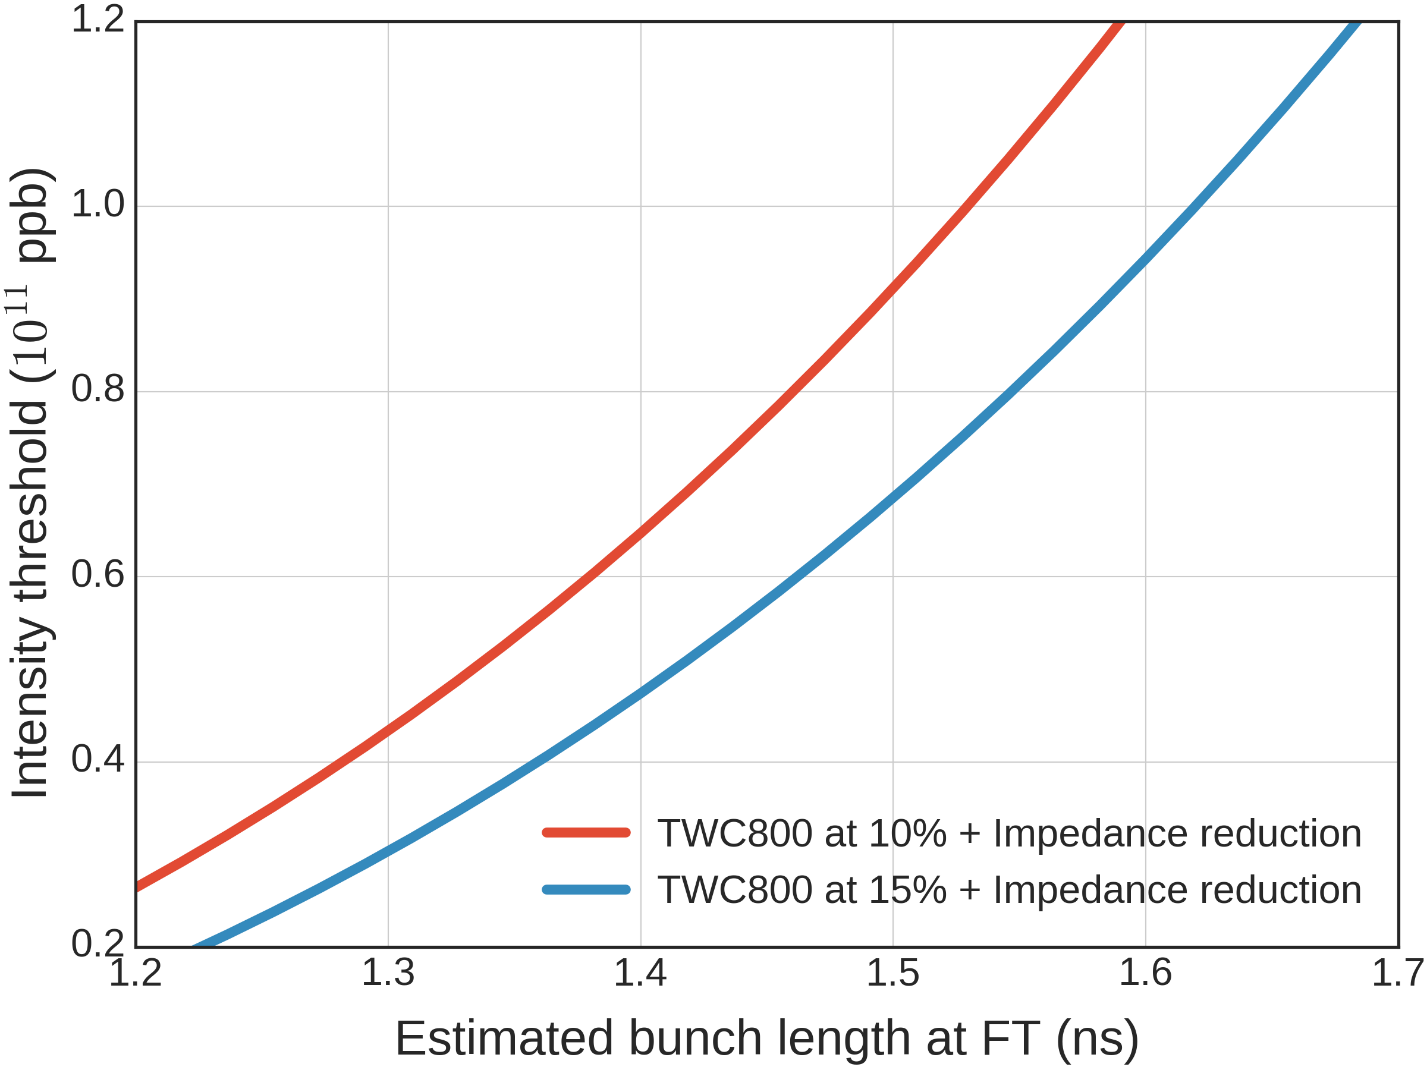 1.2
1.0
0.8
0.6
0.4
0.2
Intensity threshold (10¹¹ ppb)
TWC800 at 10% + Impedance reduction
TWC800 at 15% + Impedance reduction
1.2 1.3 1.4 1.5 1.6 1.7
Estimated bunch length at FT (ns)